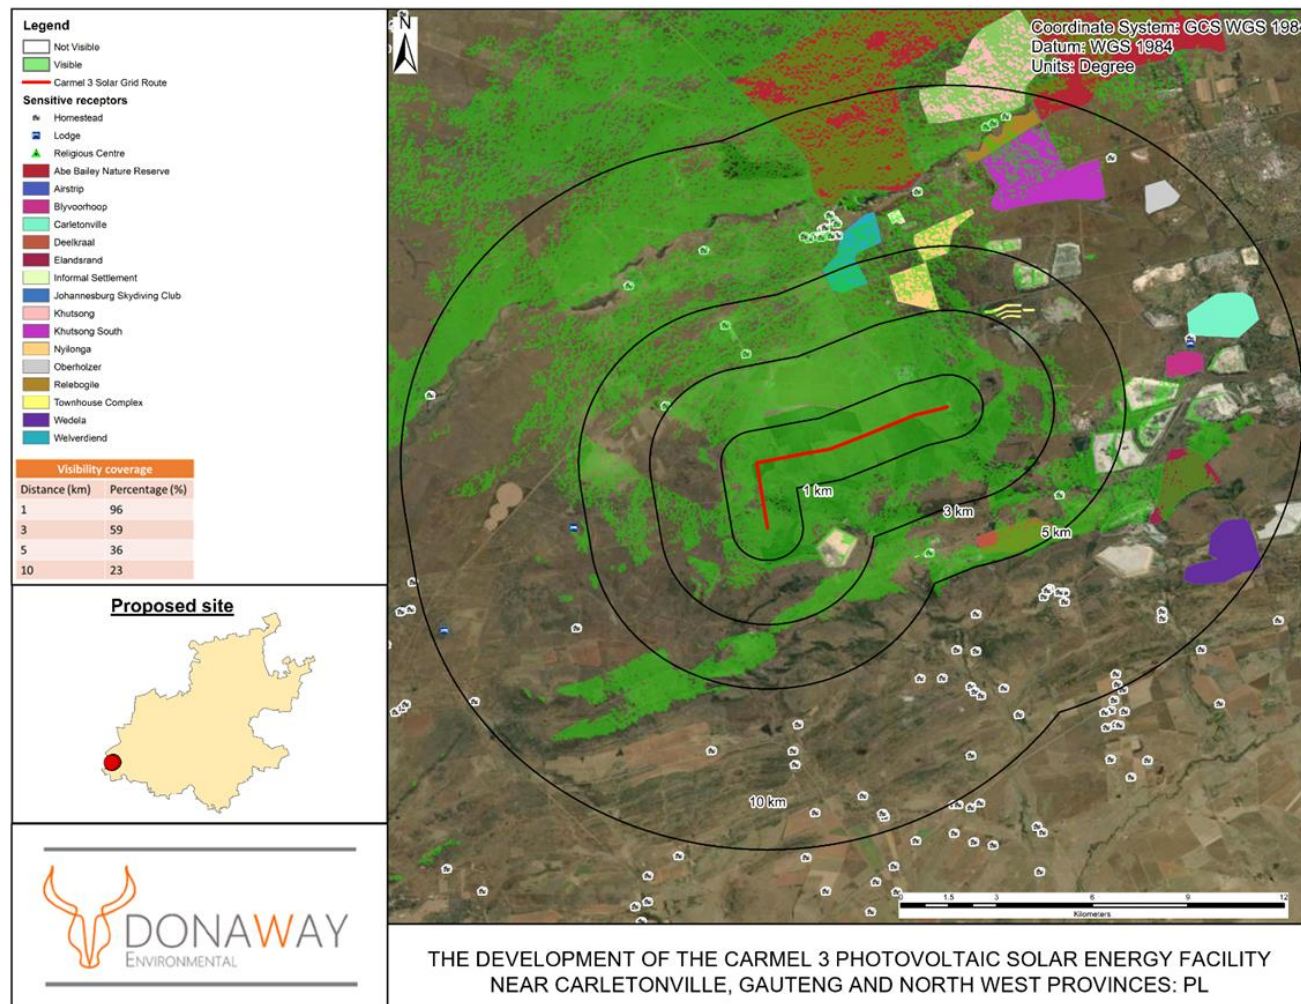 Legend
Not Visible
Visible
Carmel 3 Solar Grid Route
Sensitive receptors
Homestead
Lodge
Religious Centre
Abe Bailey Nature Reserve
Airstrip
Blyvoorhoop
Carletonville
Deelkraal
Elandsrand
Informal Settlement
Johannesburg Skydiving Club
Khutsong
Khutsong South
Nyilonga
Oberholzer
Relebogile
Townhouse Complex
Wedela
Welverdiend
Visibility coverage
Distance (km) Percentage (%)
1 96
3 59
5 36
10 23
Proposed site
DONAWAY
ENVIRONMENTAL
N
Coordinate System: GCS WGS 1984
Datum: WGS 1984
Units: Degree
1 km
3 km
5 km
10 km
0 1.5 3 6 9 12
Kilometers
THE DEVELOPMENT OF THE CARMEL 3 PHOTOVOLTAIC SOLAR ENERGY FACILITY
NEAR CARLETONVILLE, GAUTENG AND NORTH WEST PROVINCES: PL